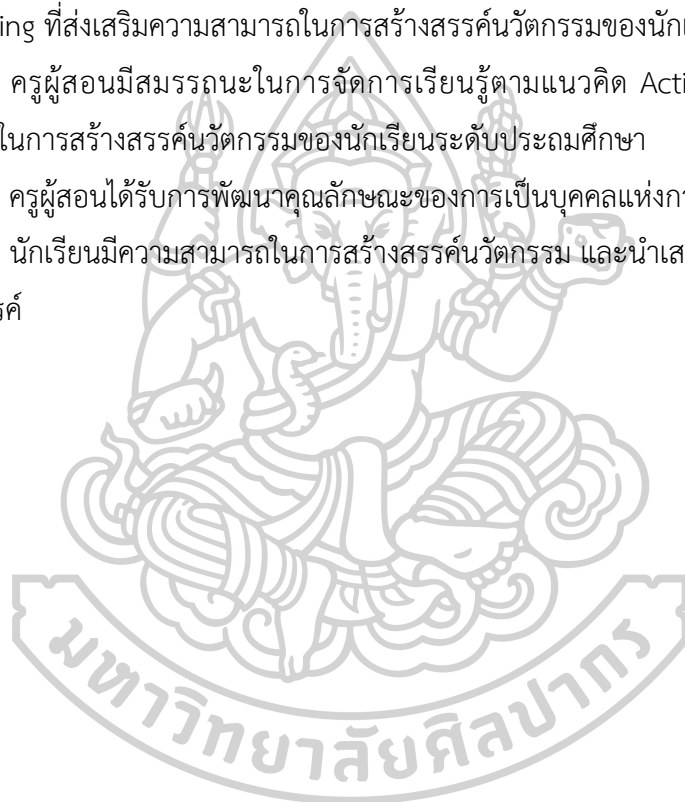 ing ที่ส่งเสริมความสามารถในการสร้างสรรค์นวัตกรรมของนัก
ครูผู้สอนมีสมรรถนะในการจัดการเรียนรู้ตามแนวคิด Acti
ในการสร้างสรรค์นวัตกรรมของนักเรียนระดับประถมศึกษา
ครูผู้สอนได้รับการพัฒนาคุณลักษณะของการเป็นบุคคลแห่งกา
นักเรียนมีความสามารถในการสร้างสรรค์นวัตกรรม และนำเส
รค์
มหาวิทยาลัยศิลปากร